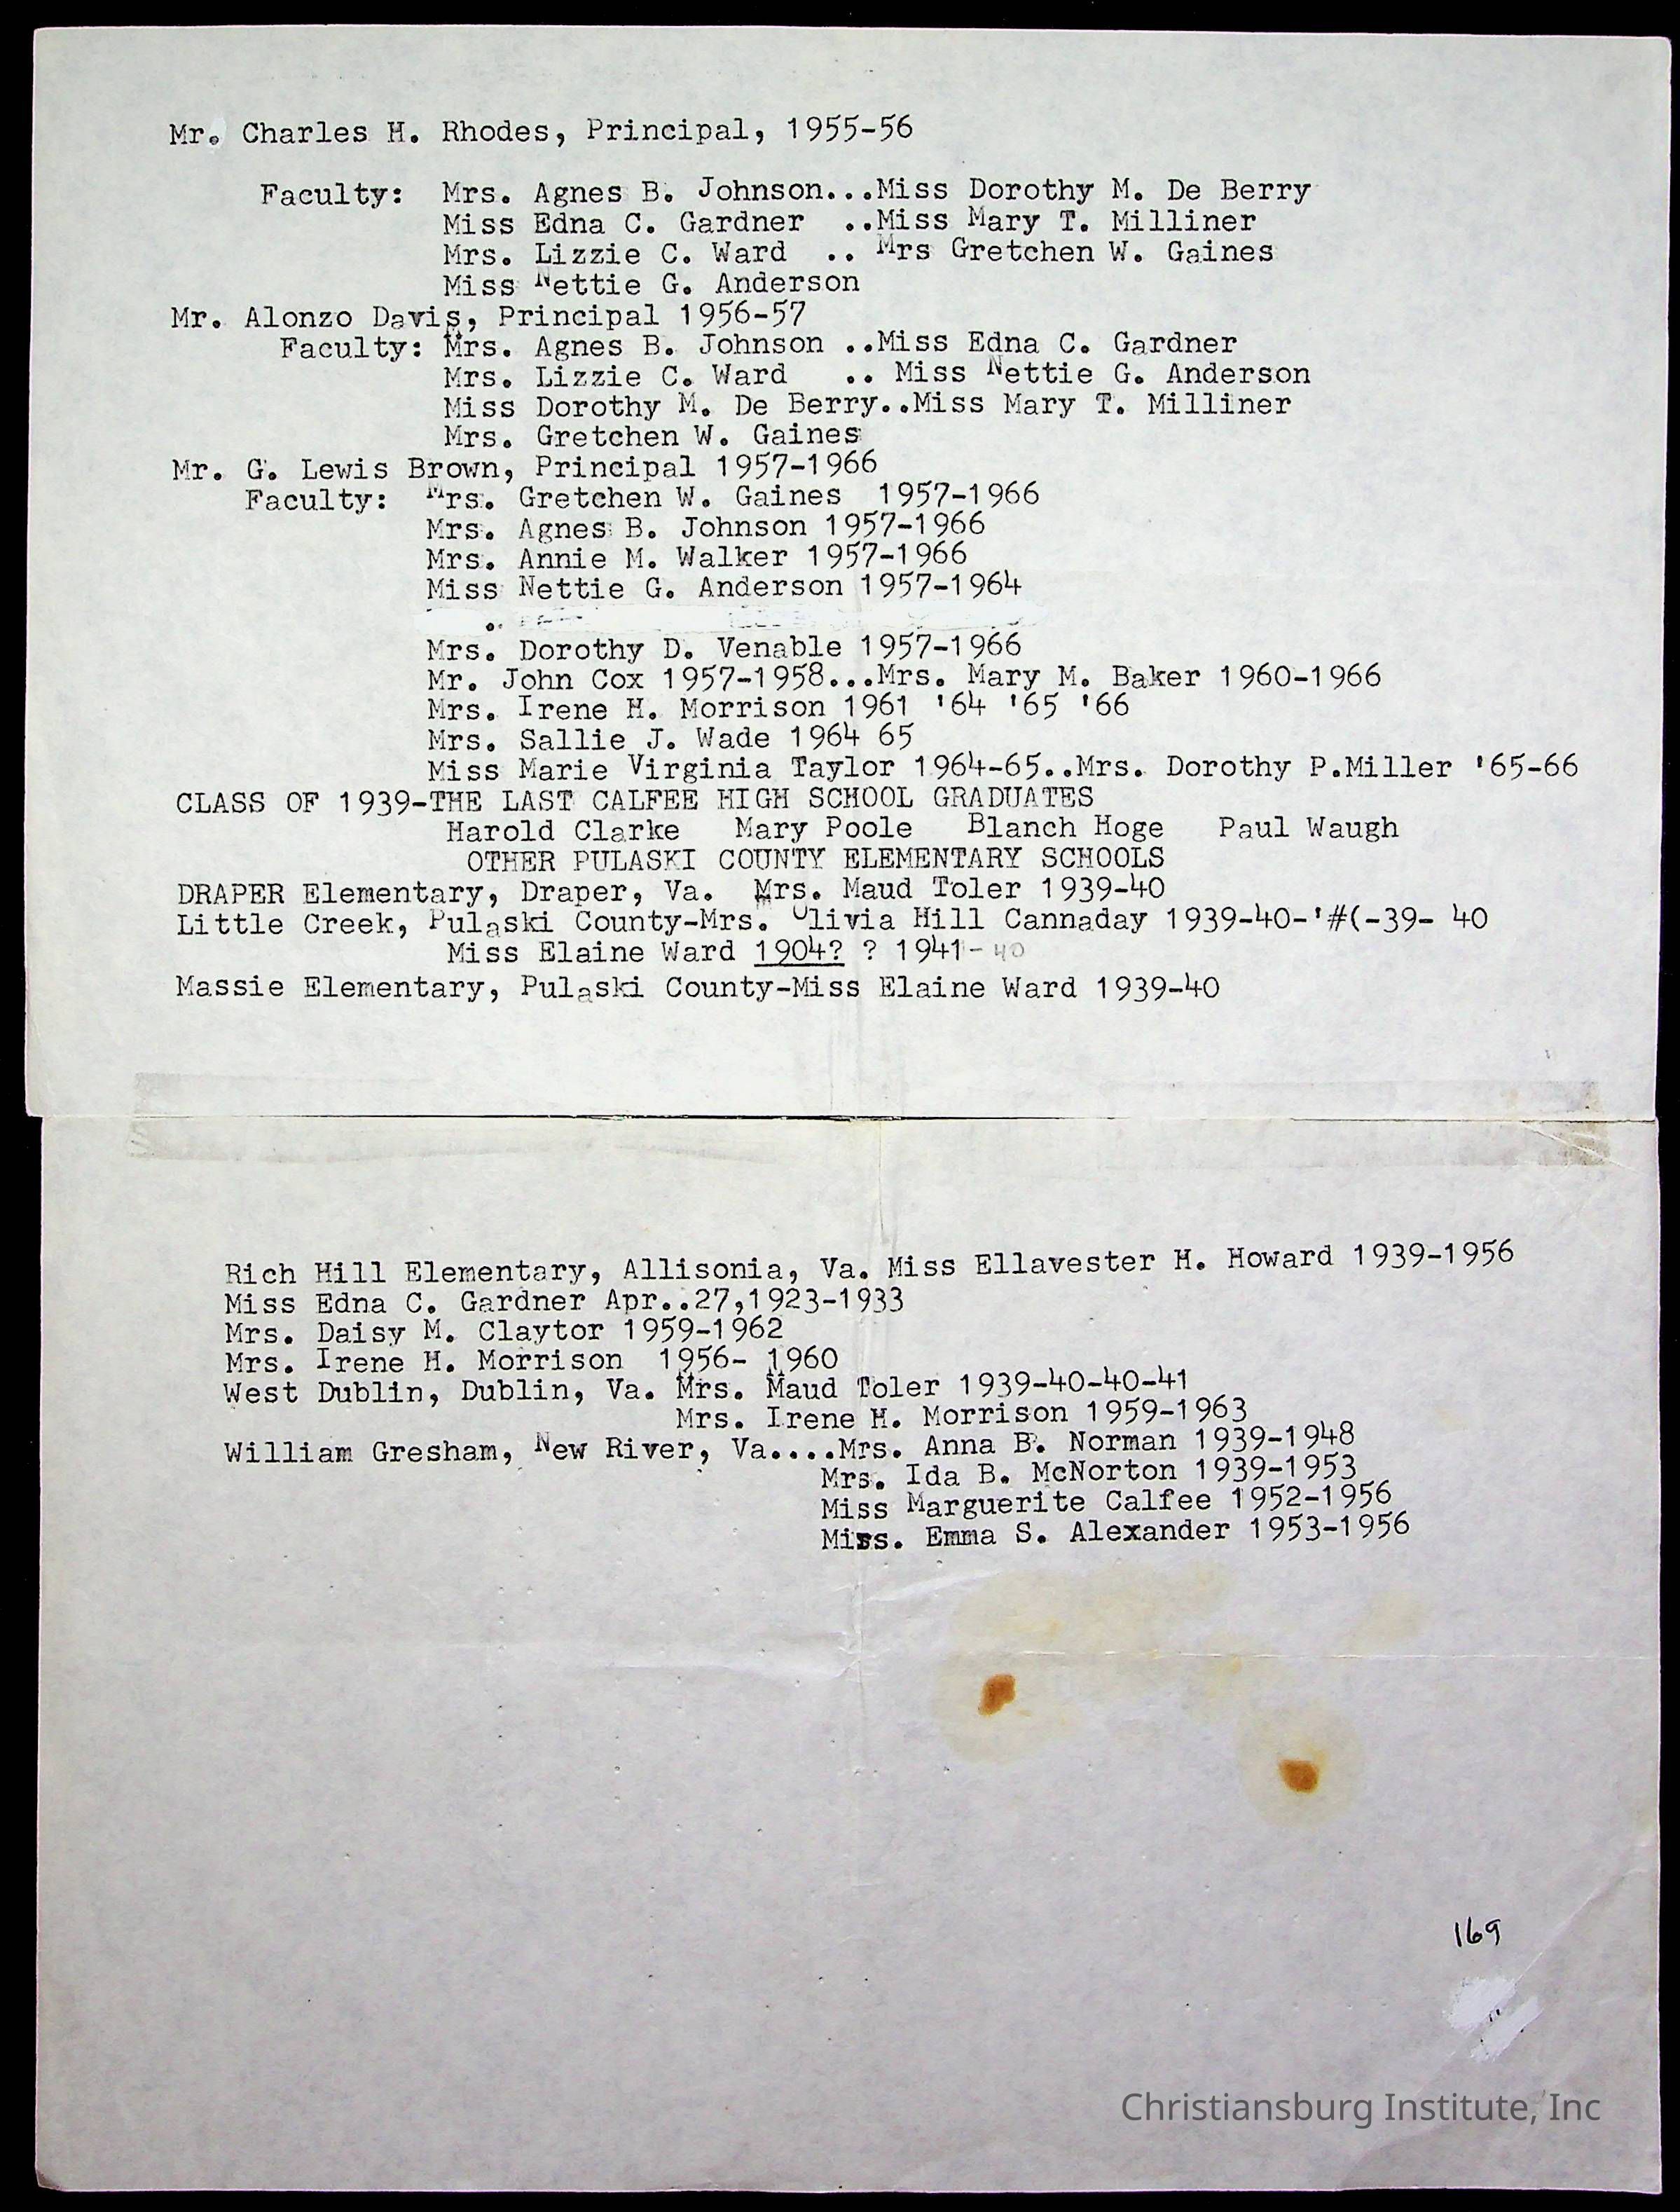 Mr. Charles H. Rhodes, Principal, 1955-56
Faculty: Mrs. Agnes B. Johnson...Miss Dorothy M. De Berry
Miss Edna C. Gardner ..Miss Mary T. Milliner
Mrs. Lizzie C. Ward .. Mrs Gretchen W. Gaines
Miss Nettie G. Anderson
Mr. Alonzo Davis, Principal 1956-57
Faculty: Mrs. Agnes B. Johnson ..Miss Edna C. Gardner
Mrs. Lizzie C. Ward .. Miss Nettie G. Anderson
Miss Dorothy M. De Berry..Miss Mary T. Milliner
Mrs. Gretchen W. Gaines
Mr. G. Lewis Brown, Principal 1957-1966
Faculty: Mrs. Gretchen W. Gaines 1957-1966
Mrs. Agnes B. Johnson 1957-1966
Mrs. Annie M. Walker 1957-1966
Miss Nettie G. Anderson 1957-1964
Mrs. Dorothy D. Venable 1957-1966
Mr. John Cox 1957-1958...Mrs. Mary M. Baker 1960-1966
Mrs. Irene H. Morrison 1961 '64 '65 '66
Mrs. Sallie J. Wade 1964 65
Miss Marie Virginia Taylor 1964-65..Mrs. Dorothy P.Miller '65-66
CLASS OF 1939-THE LAST CALFEE HIGH SCHOOL GRADUATES
Harold Clarke Mary Poole Blanch Hoge Paul Waugh
OTHER PULASKI COUNTY ELEMENTARY SCHOOLS
DRAPER Elementary, Draper, Va. Mrs. Maud Toler 1939-40
Little Creek, Pulaski County-Mrs. Olivia Hill Cannaday 1939-40-'#(-39- 40
Miss Elaine Ward 1904? ? 1941-40
Massie Elementary, Pulaski County-Miss Elaine Ward 1939-40
Rich Hill Elementary, Allisonia, Va. Miss Ellavester H. Howard 1939-1956
Miss Edna C. Gardner Apr..27,1923-1933
Mrs. Daisy M. Claytor 1959-1962
Mrs. Irene H. Morrison 1956- 1960
West Dublin, Dublin, Va. Mrs. Maud Toler 1939-40-40-41
Mrs. Irene H. Morrison 1959-1963
William Gresham, New River, Va....Mrs. Anna B. Norman 1939-1948
Mrs. Ida B. McNorton 1939-1953
Miss Marguerite Calfee 1952-1956
Mrs. Emma S. Alexander 1953-1956
169
Christiansburg Institute, Inc